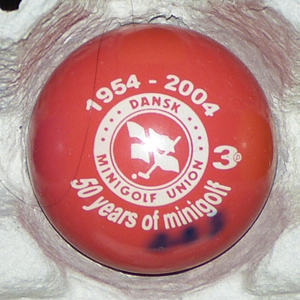 1954 - 2004
DANSK
MINIGOLF UNION
3
50 years of minigolf